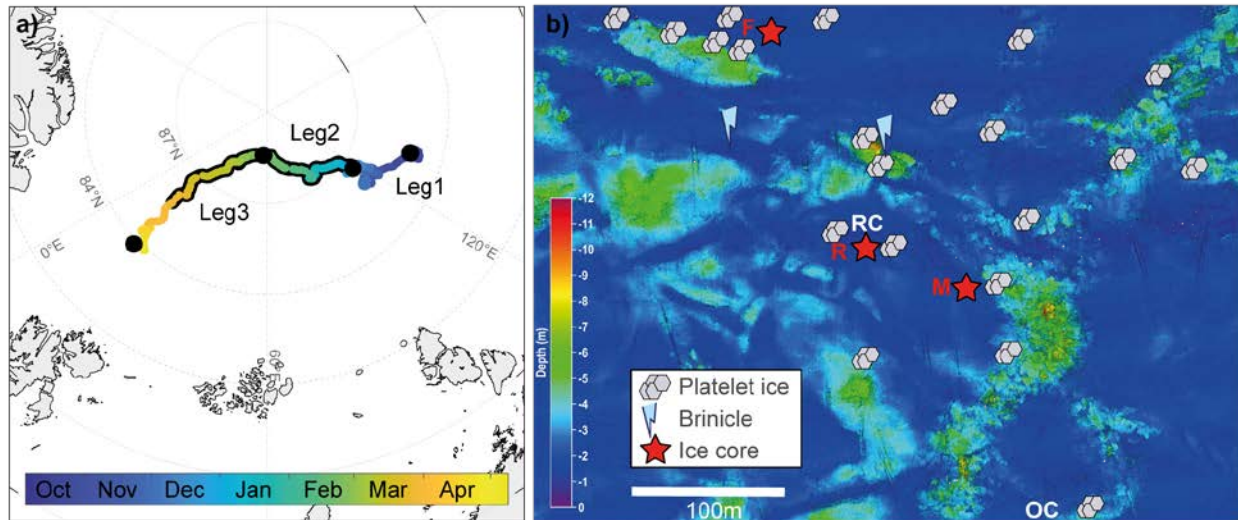 a)
Leg2
Leg1
87°N
Leg3
84°N
0°E
120°E
Oct Nov Dec Jan Feb Mar Apr
b)
F
RC
R
M
Depth (m)
-12
-11
-10
-9
-8
-7
-6
-5
-4
-3
-2
-1
0
Platelet ice
Brinicle
Ice core
100m
OC